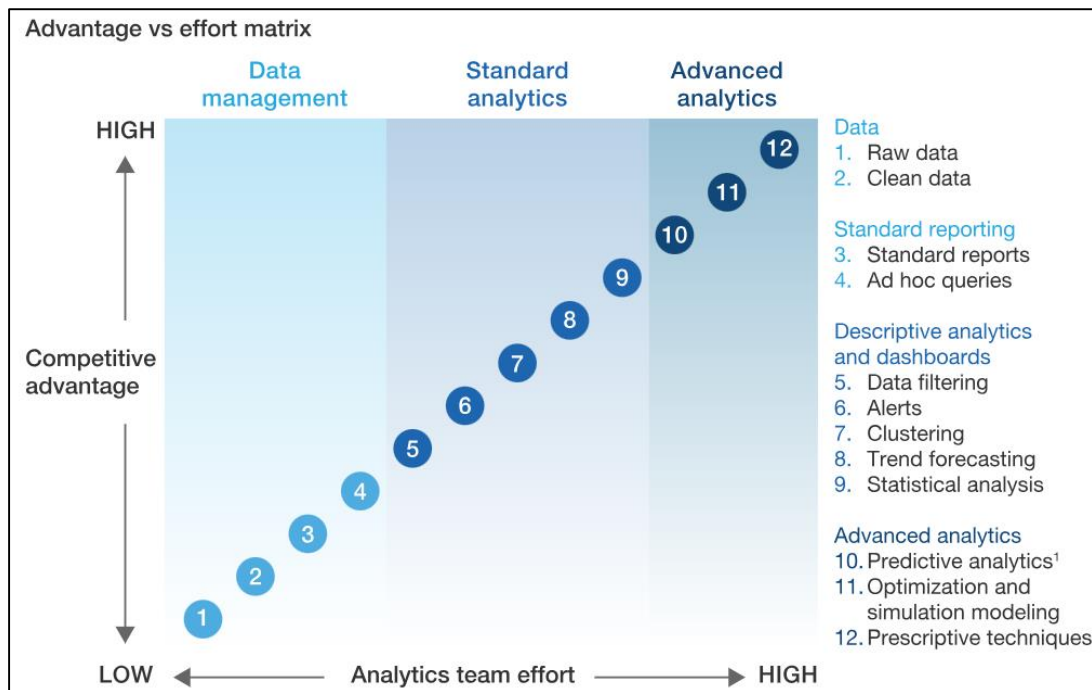 Advantage vs effort matrix
Data
management
Standard
analytics
Advanced
analytics
HIGH
Competitive
advantage
LOW
Analytics team effort
HIGH
1
2
3
4
5
6
7
8
9
10
11
12
Data
1. Raw data
2. Clean data
Standard reporting
3. Standard reports
4. Ad hoc queries
Descriptive analytics
and dashboards
5. Data filtering
6. Alerts
7. Clustering
8. Trend forecasting
9. Statistical analysis
Advanced analytics
10. Predictive analytics¹
11. Optimization and
simulation modeling
12. Prescriptive techniques